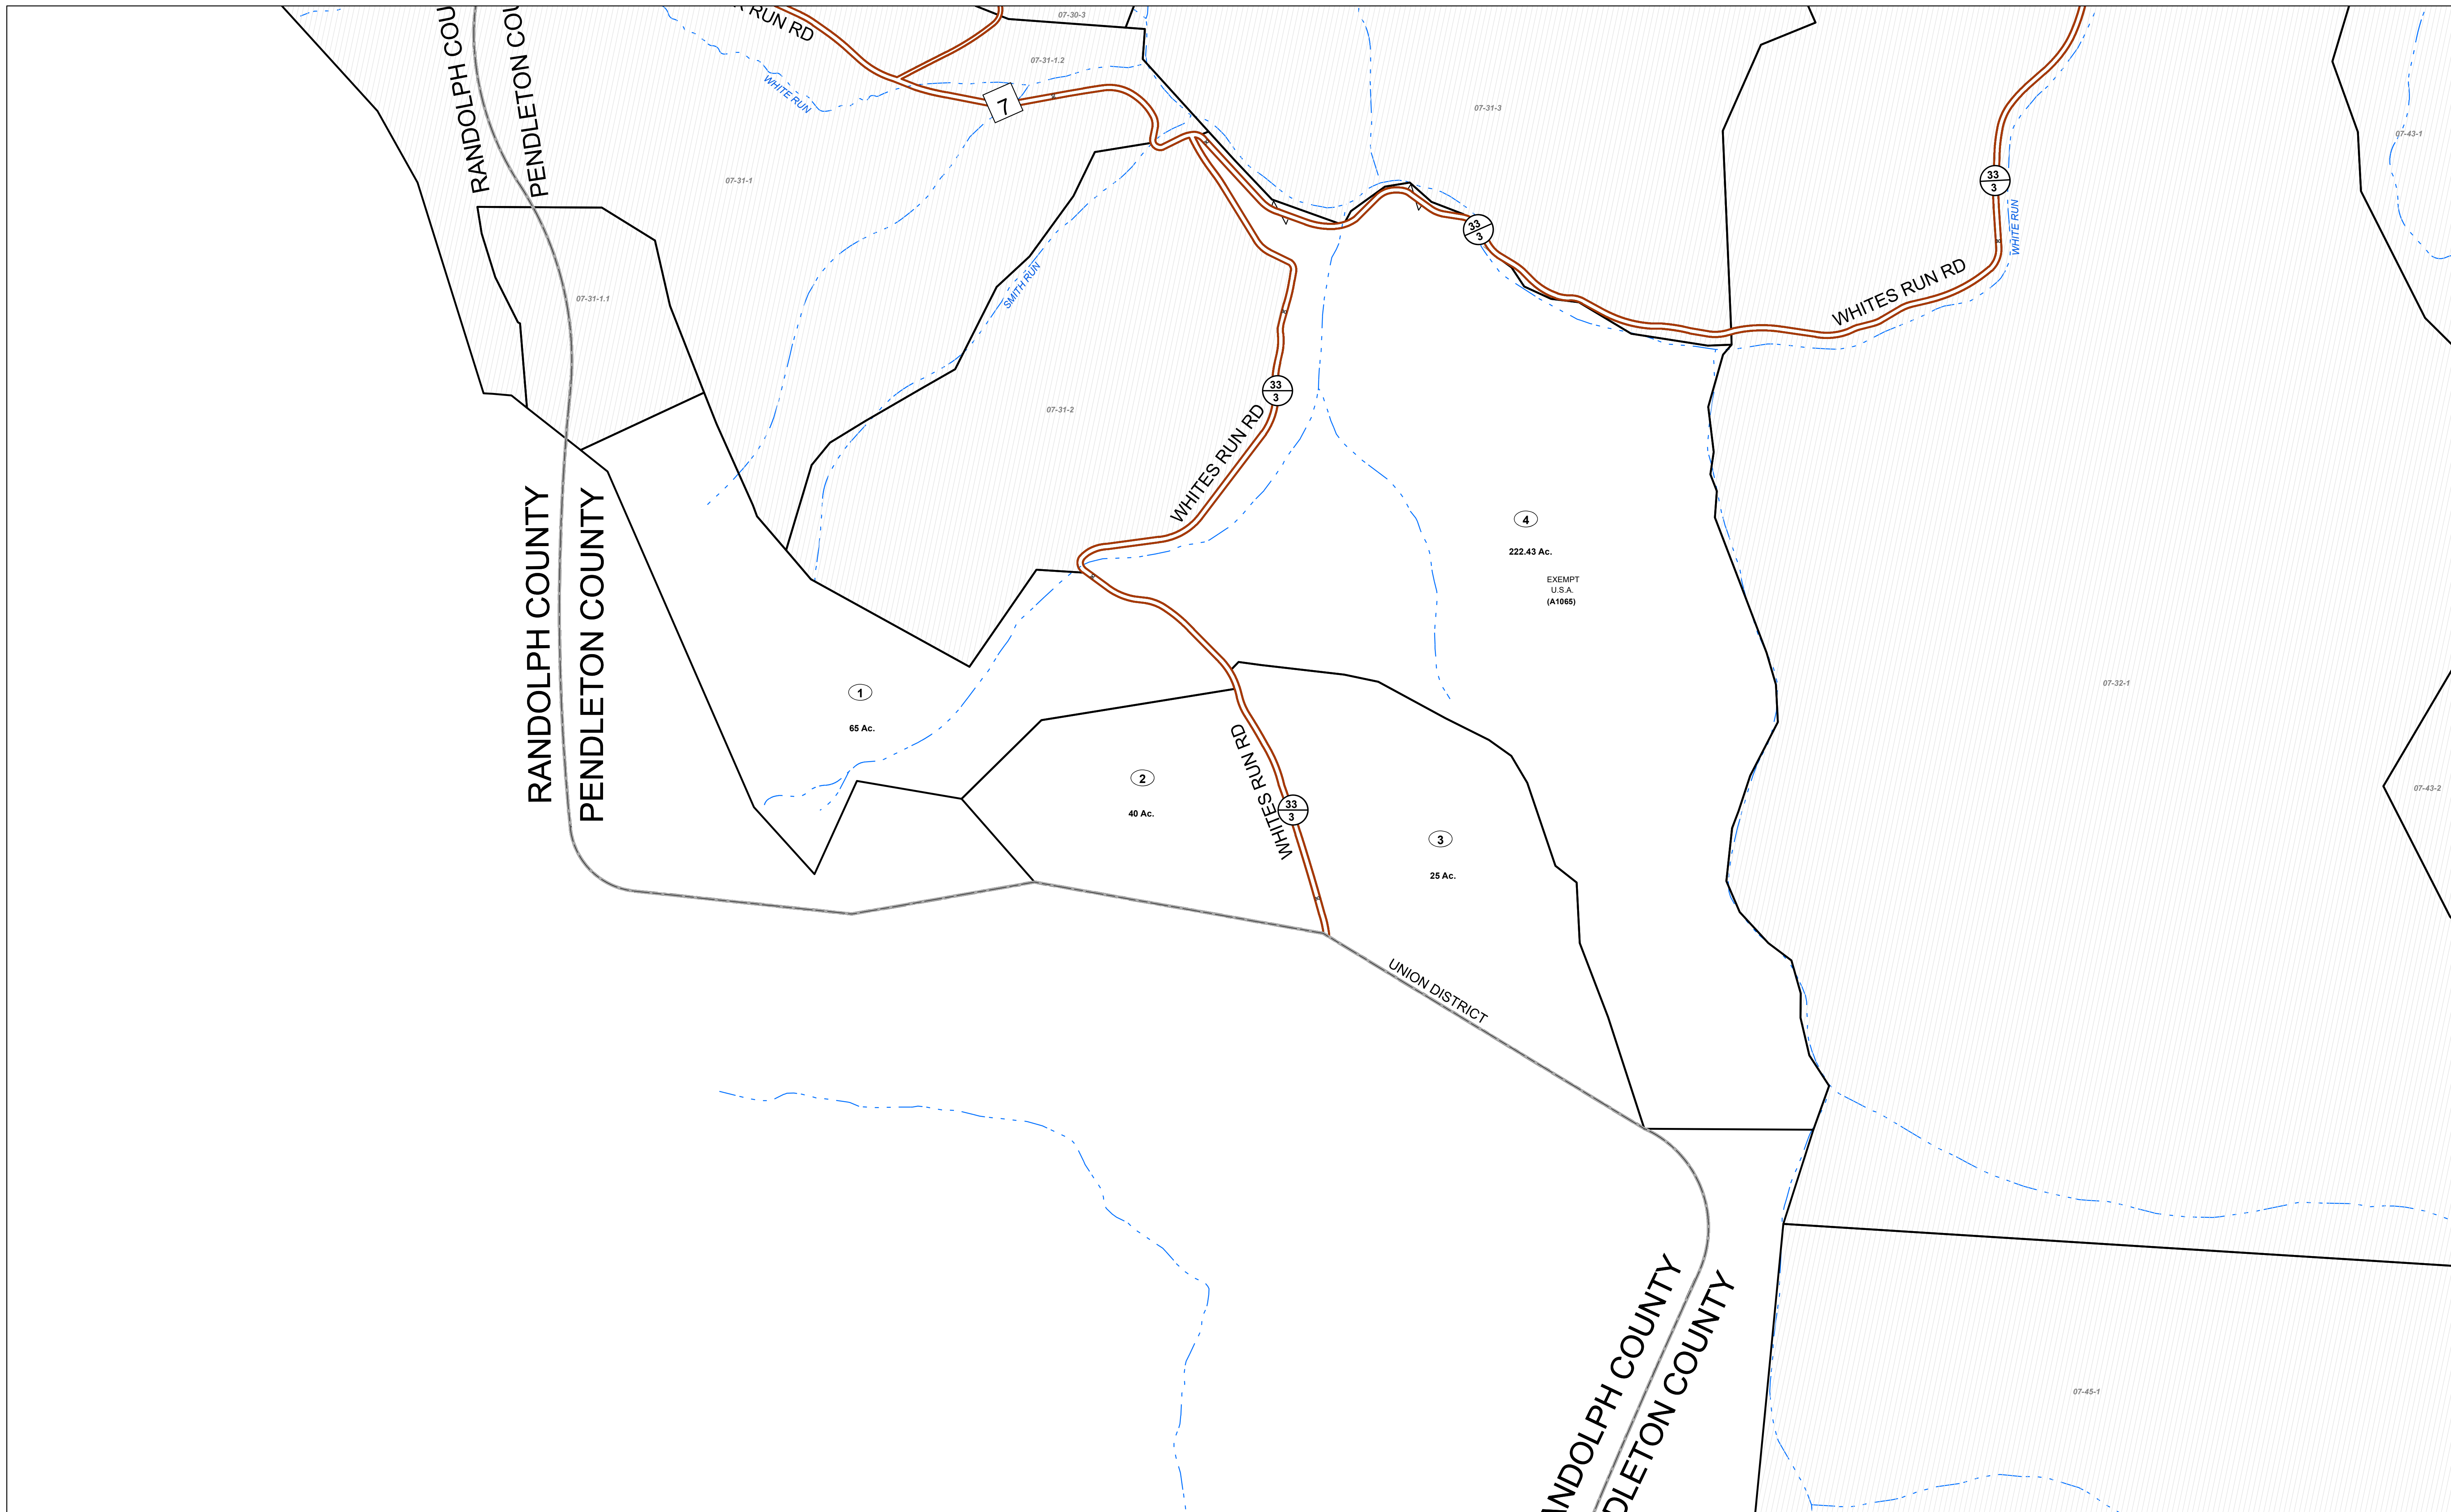 RANDOLPH COU
PENDLETON COU
RUN RD
07-30-3
07-31-1.2
WHITE RUN
7
07-31-3
07-43-1
07-31-1
33
3
33
3
WHITE RUN
WHITES RUN RD
SMITH RUN
07-31-1.1
33
3
WHITES RUN RD
07-31-2
RANDOLPH COUNTY
PENDLETON COUNTY
4
222.43 Ac.
EXEMPT
U.S.A.
(A1065)
07-32-1
1
65 Ac.
2
40 Ac.
WHITES RUN RD
33
3
3
25 Ac.
07-43-2
UNION DISTRICT
ANDOLPH COUNTY
DLETON COUNTY
07-45-1